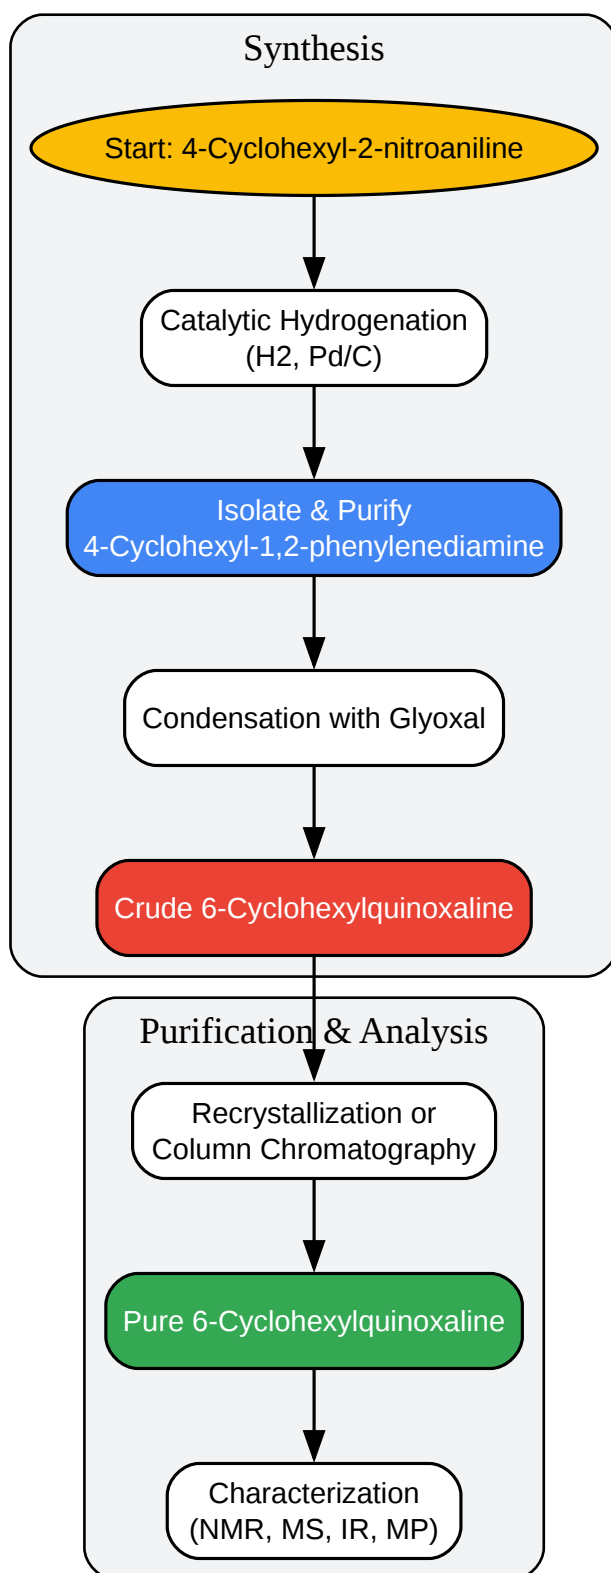 Synthesis
Start: 4-Cyclohexyl-2-nitroaniline
Catalytic Hydrogenation
(H2, Pd/C)
Isolate & Purify
4-Cyclohexyl-1,2-phenylenediamine
Condensation with Glyoxal
Crude 6-Cyclohexylquinoxaline
Purification & Analysis
Recrystallization or
Column Chromatography
Pure 6-Cyclohexylquinoxaline
Characterization
(NMR, MS, IR, MP)